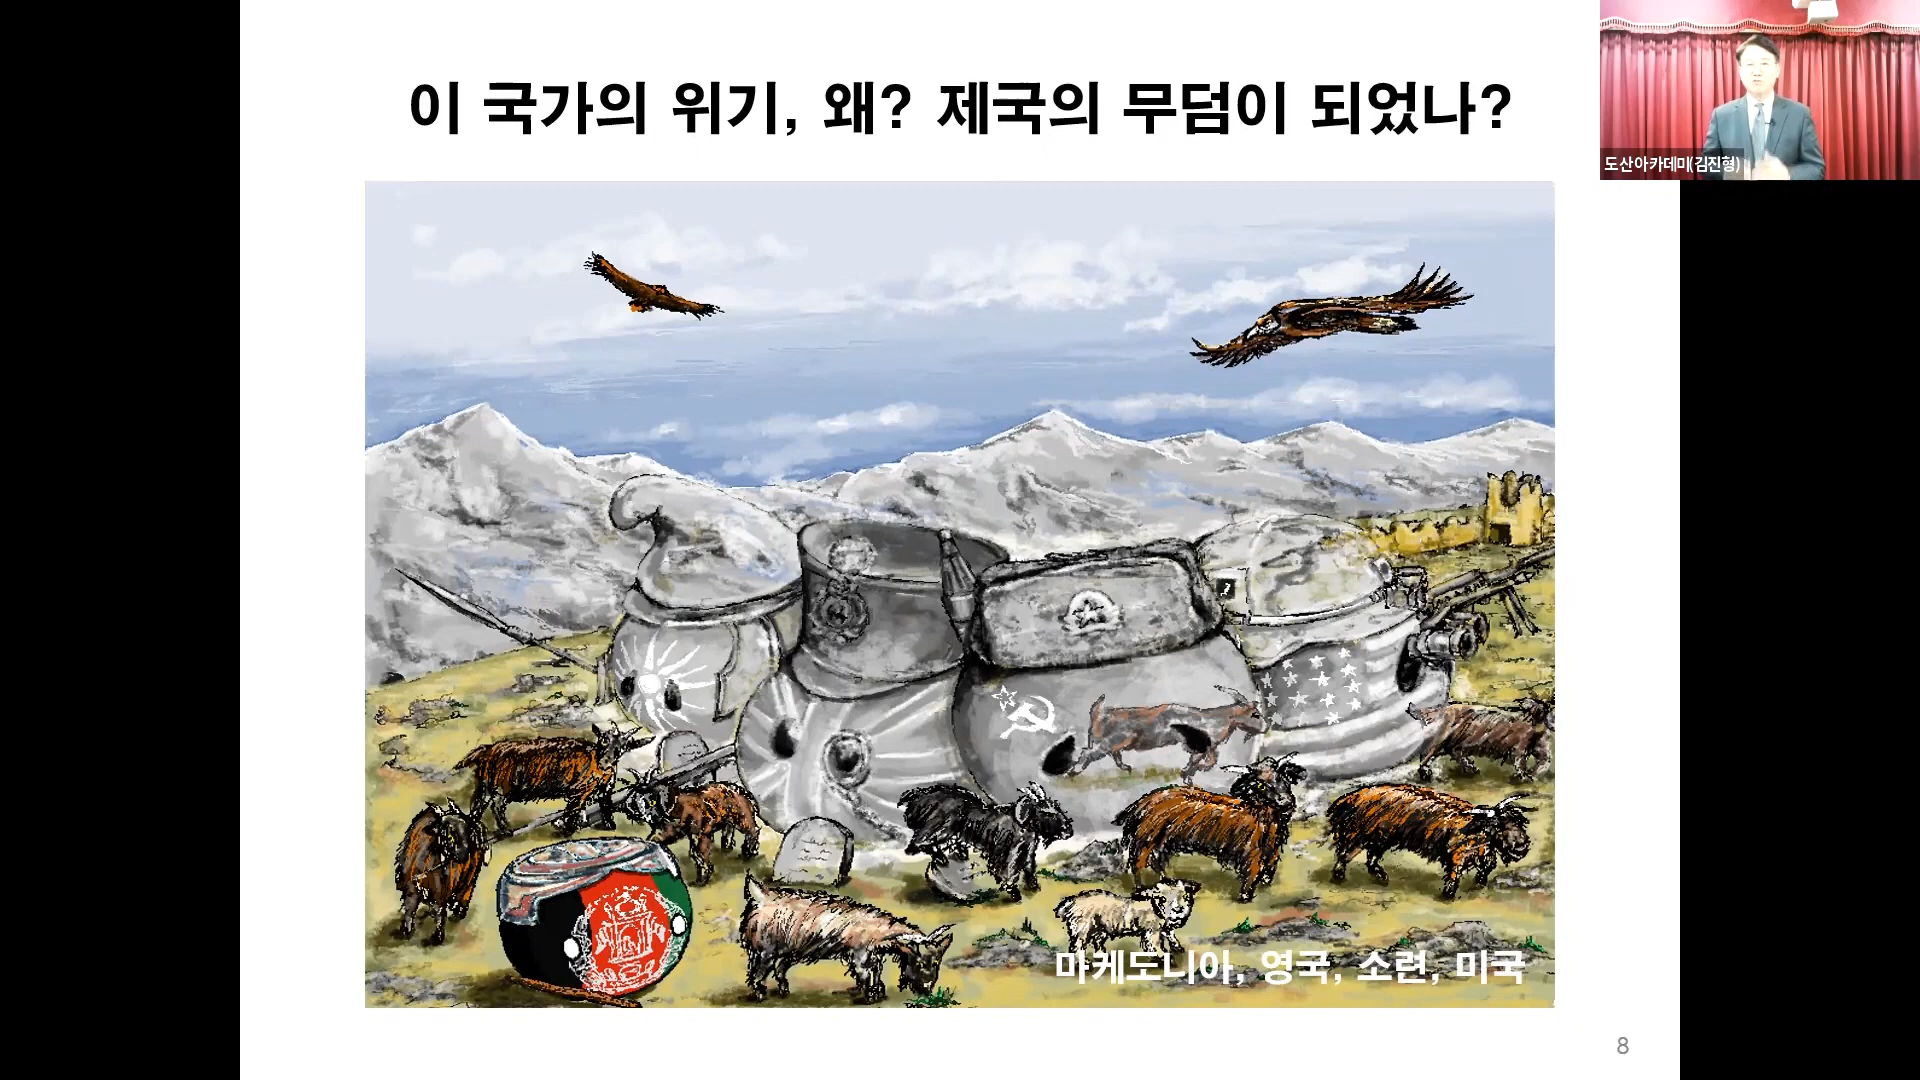 이 국가의 위기, 왜? 제국의 무덤이 되었나?
도산아카데미(김진형)
마케도니아, 영국, 소련, 미국
8